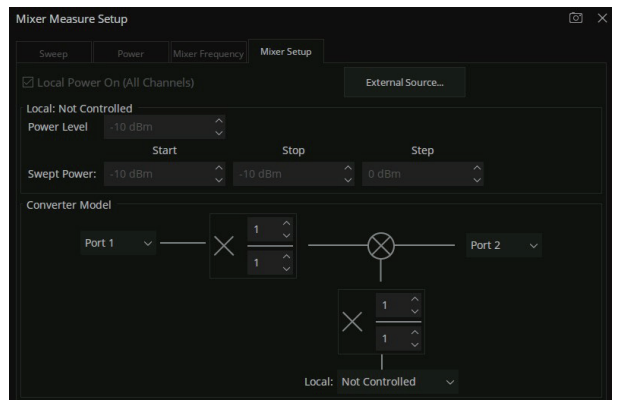 Mixer Measure Setup
Sweep Power Mixer Frequency Mixer Setup
Local Power On (All Channels) External Source...
Local: Not Controlled
Power Level -10 dBm
Start Stop Step
Swept Power: -10 dBm -10 dBm 0 dBm
Converter Model
Port 1 1 Port 2
1
1
1
Local: Not Controlled